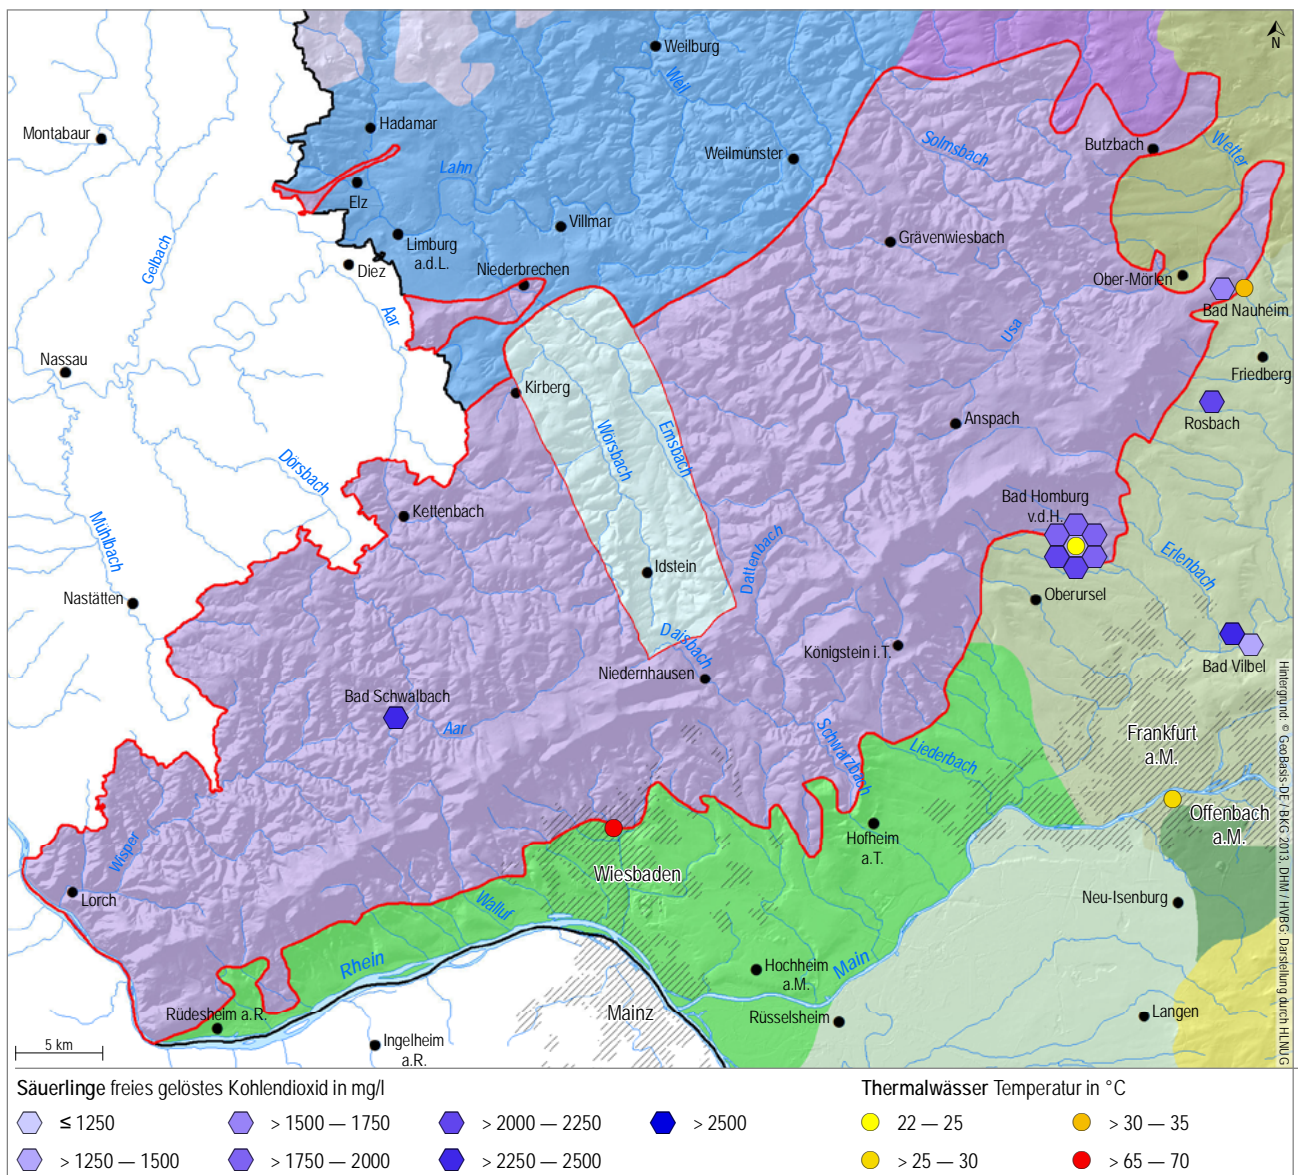 N
Weilburg
Weil
Montabaur
Hadamar
Weilmünster
Solmsbach
Butzbach
Wetter
Lahn
Elz
Villmar
Limburg
a.d.L.
Grävenwiesbach
Gelbach
Diez
Niederbrechen
Ober-Mörlen
Aar
Bad Nauheim
Usa
Nassau
Friedberg
Kirberg
Rosbach
Anspach
Wörsbach
Emsbach
Dörsbach
Kettenbach
Bad Homburg
v.d.H.
Mühlbach
Dattenbach
Erlenbach
Idstein
Nastätten
Oberursel
Daisbach
Königstein i.T.
Bad Vilbel
Niedernhausen
Bad Schwalbach
Aar
Schwarzbach
Liederbach
Frankfurt
a.M.
Offenbach
a.M.
Hofheim
a.T.
Wisper
Wiesbaden
Lorch
Neu-Isenburg
Walluf
Rhein
Main
Hochheim
a.M.
Rüdesheim a.R.
Mainz
Rüsselsheim
Langen
Ingelheim
a.R.
5 km
Hintergrund: © GeoBasis-DE / BKG 2013, DHM / HVBG; Darstellung durch HLNUG
Säuerlinge freies gelöstes Kohlendioxid in mg/l
≤ 1250
> 1500 — 1750
> 2000 — 2250
> 2500
> 1250 — 1500
> 1750 — 2000
> 2250 — 2500
Thermalwässer Temperatur in °C
22 — 25
> 30 — 35
> 25 — 30
> 65 — 70